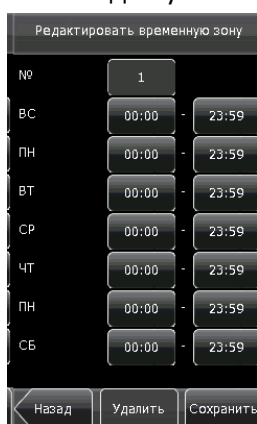 Редактировать временную зону
№ 1
ВС 00:00 - 23:59
ПН 00:00 - 23:59
ВТ 00:00 - 23:59
СР 00:00 - 23:59
ЧТ 00:00 - 23:59
ПН 00:00 - 23:59
СБ 00:00 - 23:59
Назад Удалить Сохранить